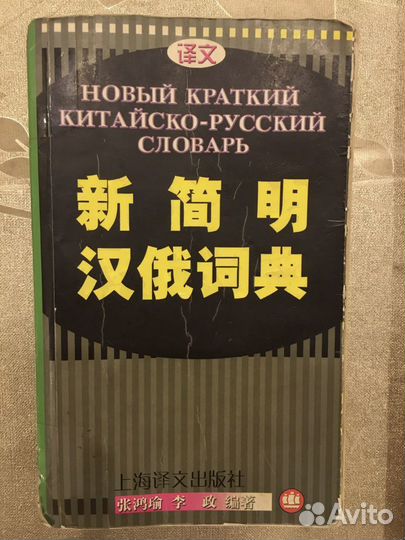 译文
НОВЫЙ КРАТКИЙ
КИТАЙСКО-РУССКИЙ
СЛОВАРЬ
新简明
汉俄词典
上海译文出版社
张鸿瑜 李政 编著
Avito